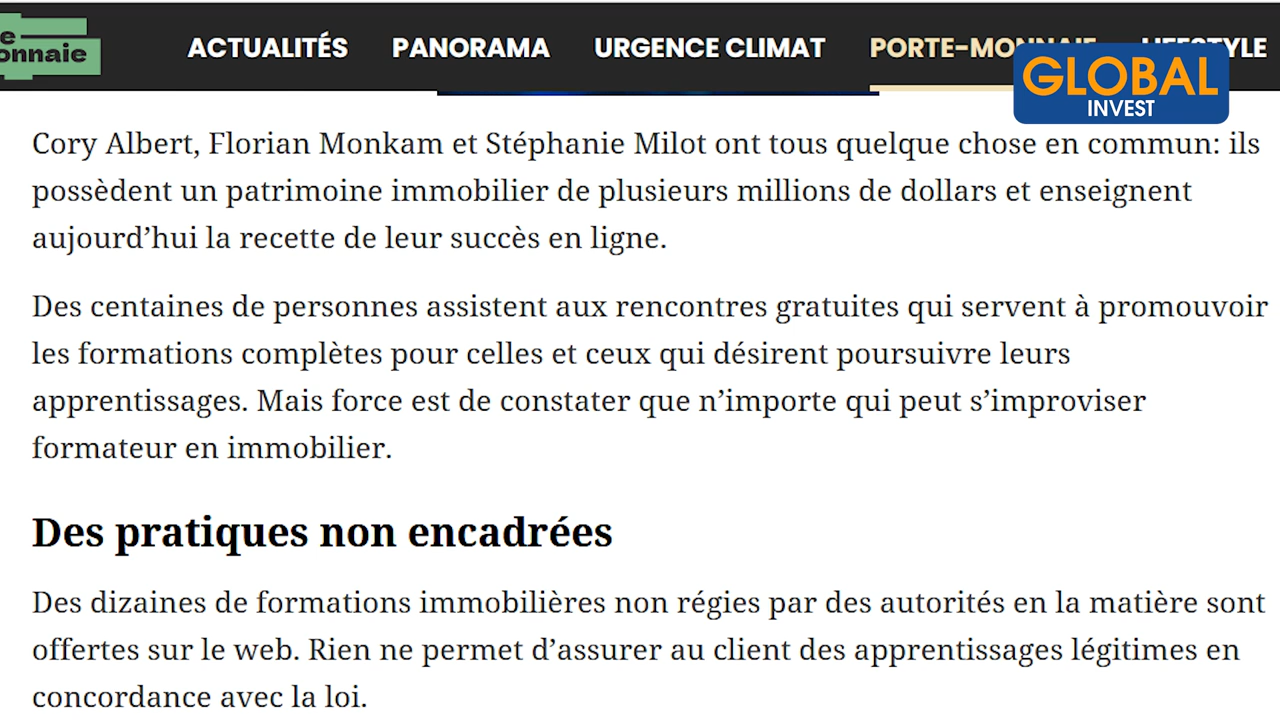 e
onnaie
ACTUALITÉS PANORAMA URGENCE CLIMAT PORTE-MONNAIE LIFESTYLE
GLOBAL
INVEST
Cory Albert, Florian Monkam et Stéphanie Milot ont tous quelque chose en commun: ils
possèdent un patrimoine immobilier de plusieurs millions de dollars et enseignent
aujourd’hui la recette de leur succès en ligne.
Des centaines de personnes assistent aux rencontres gratuites qui servent à promouvoir
les formations complètes pour celles et ceux qui désirent poursuivre leurs
apprentissages. Mais force est de constater que n’importe qui peut s’improviser
formateur en immobilier.
Des pratiques non encadrées
Des dizaines de formations immobilières non régies par des autorités en la matière sont
offertes sur le web. Rien ne permet d’assurer au client des apprentissages légitimes en
concordance avec la loi.